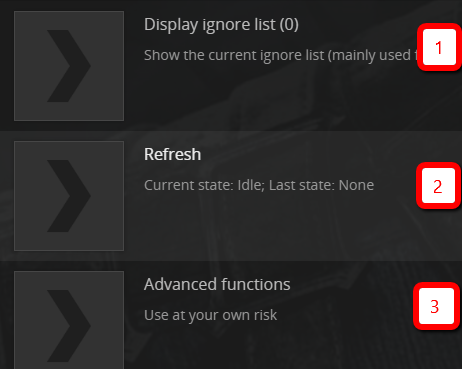 Display ignore list (0)
Show the current ignore list (mainly used
1
Refresh
Current state: Idle; Last state: None
2
Advanced functions
Use at your own risk
3